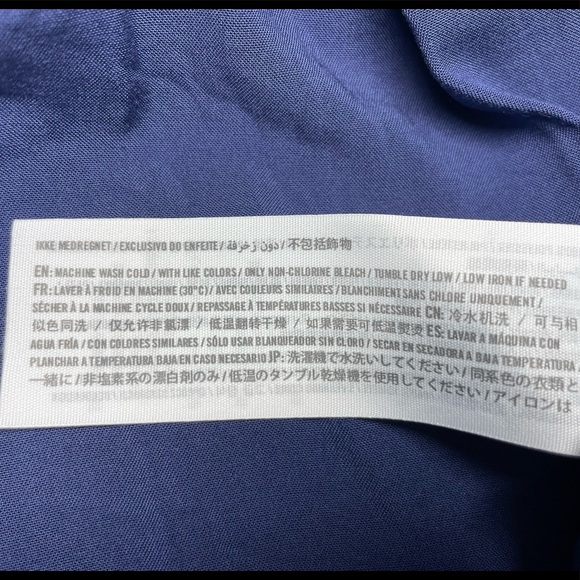 IKKE MEDREGNET / EXCLUSIVO DO ENFEITE / دون زخرفة / 不包括飾物
EN: MACHINE WASH COLD / WITH LIKE COLORS / ONLY NON-CHLORINE BLEACH / TUMBLE DRY LOW / LOW IRON IF NEEDED
FR: LAVER À FROID EN MACHINE (30°C) / AVEC COULEURS SIMILAIRES / BLANCHIMENT SANS CHLORE UNIQUEMENT /
SÉCHER À LA MACHINE CYCLE DOUX / REPASSAGE À TEMPÉRATURES BASSES SI NÉCESSAIRE CN: 冷水机洗 / 可与相
似色同洗 / 仅允许非氯漂 / 低温翻转干燥 / 如果需要可低温熨烫 ES: LAVAR A MÁQUINA CON
AGUA FRÍA / CON COLORES SIMILARES / SÓLO USAR BLANQUEADOR SIN CLORO / SECAR EN SECADORA A BAJA TEMPERATURA /
PLANCHAR A TEMPERATURA BAJA EN CASO NECESARIO JP: 洗濯機で水洗いしてください / 同系色の衣類と
一緒に / 非塩素系の漂白剤のみ / 低温のタンブル乾燥機を使用してください / アイロンは